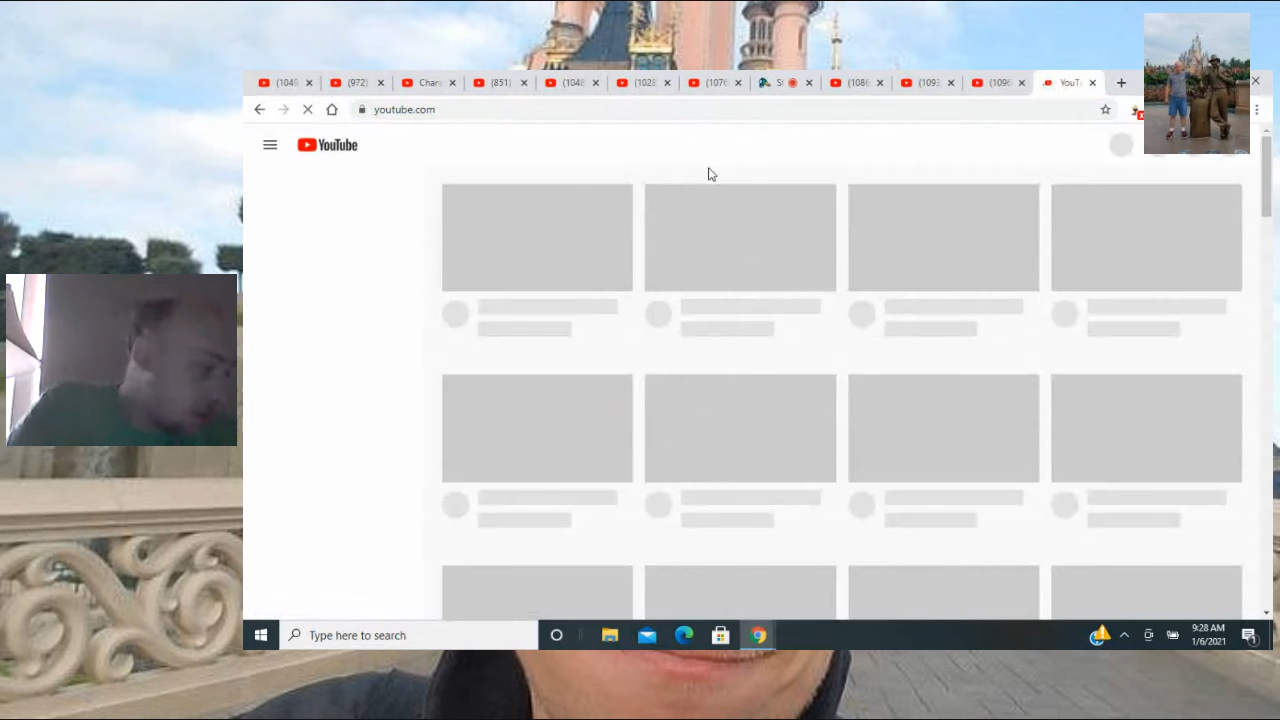 (1049
(972)
Chan
(851)
(1048
(1028
(1076
(1086
(1093
(1096
YouT
youtube.com
YouTube
Type here to search
9:28 AM
1/6/2021